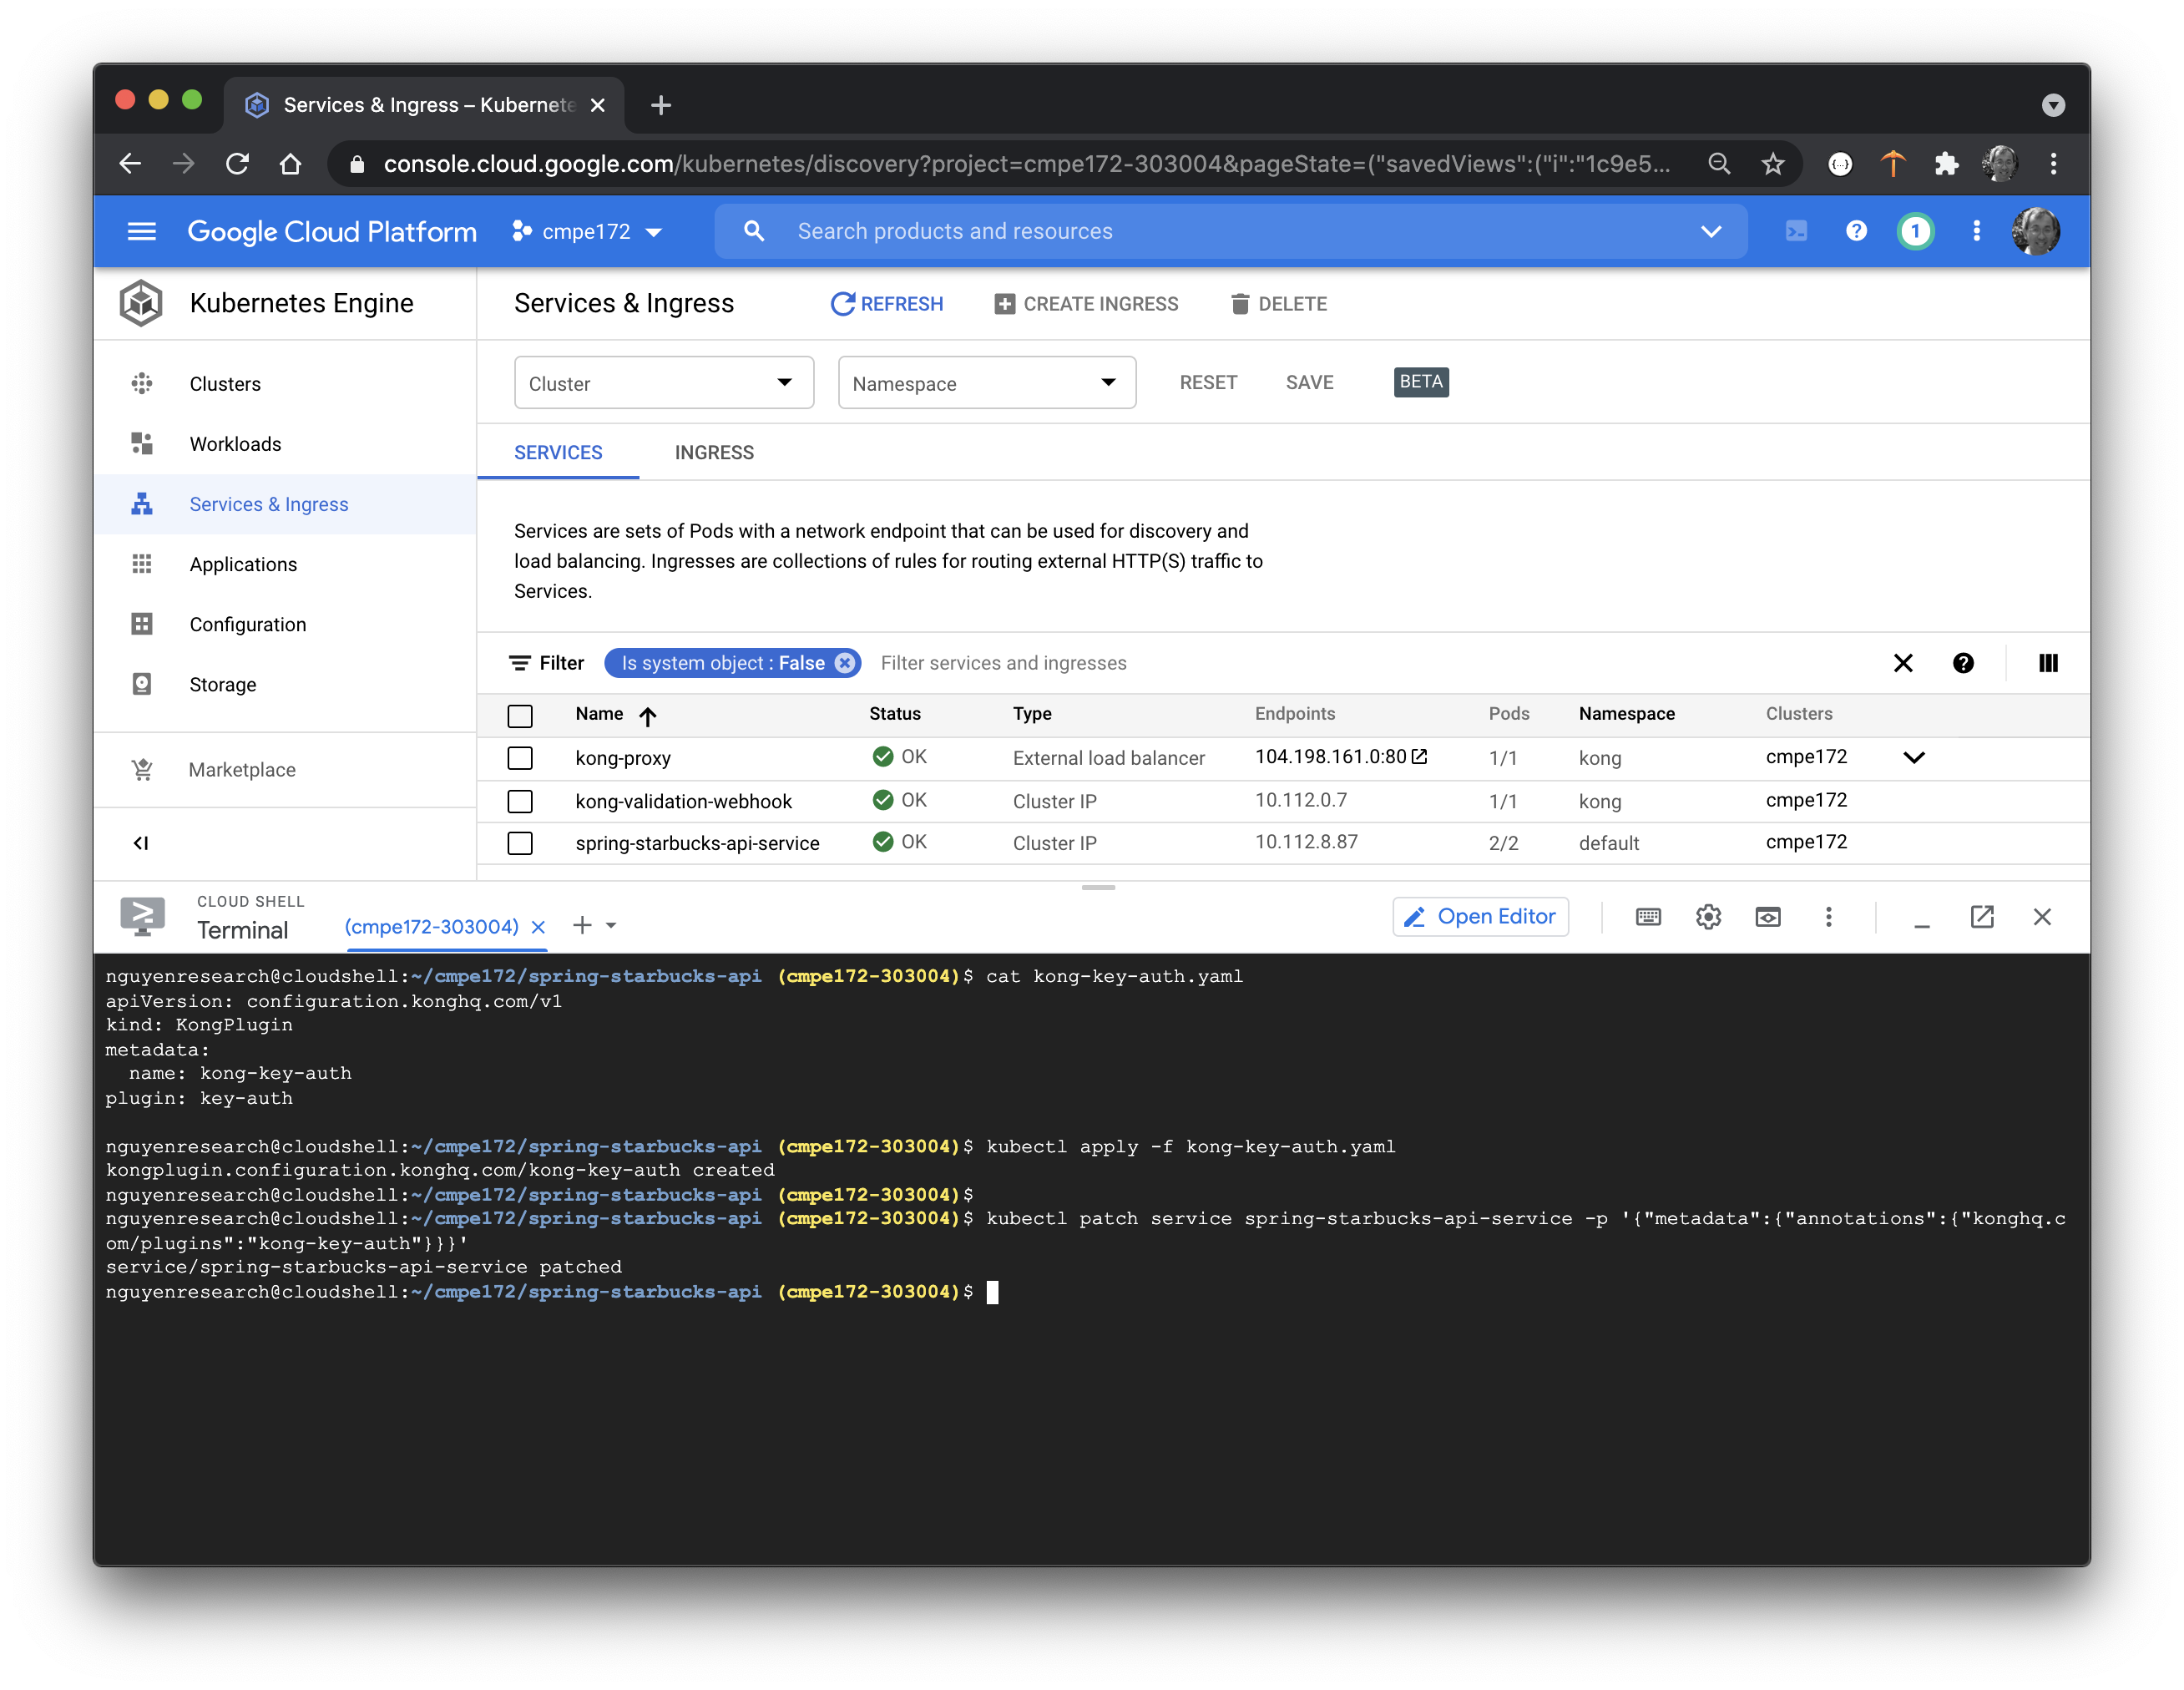 Services & Ingress – Kubernete
console.cloud.google.com/kubernetes/discovery?project=cmpe172-303004&pageState=("savedViews":("i":"1c9e5...
Google Cloud Platform
cmpe172
Search products and resources
1
Kubernetes Engine
Services & Ingress
REFRESH
CREATE INGRESS
DELETE
Clusters
Workloads
Services & Ingress
Applications
Configuration
Storage
Marketplace
Cluster
Namespace
RESET
SAVE
BETA
SERVICES
INGRESS
Services are sets of Pods with a network endpoint that can be used for discovery and
load balancing. Ingresses are collections of rules for routing external HTTP(S) traffic to
Services.
Filter
Is system object : False
Filter services and ingresses
Name Status Type Endpoints Pods Namespace Clusters
kong-proxy OK External load balancer 104.198.161.0:80 1/1 kong cmpe172
kong-validation-webhook OK Cluster IP 10.112.0.7 1/1 kong cmpe172
spring-starbucks-api-service OK Cluster IP 10.112.8.87 2/2 default cmpe172
CLOUD SHELL
Terminal
(cmpe172-303004)
Open Editor
nguyenresearch@cloudshell:~/cmpe172/spring-starbucks-api (cmpe172-303004)$ cat kong-key-auth.yaml
apiVersion: configuration.konghq.com/v1
kind: KongPlugin
metadata:
  name: kong-key-auth
plugin: key-auth
nguyenresearch@cloudshell:~/cmpe172/spring-starbucks-api (cmpe172-303004)$ kubectl apply -f kong-key-auth.yaml
kongplugin.configuration.konghq.com/kong-key-auth created
nguyenresearch@cloudshell:~/cmpe172/spring-starbucks-api (cmpe172-303004)$
nguyenresearch@cloudshell:~/cmpe172/spring-starbucks-api (cmpe172-303004)$ kubectl patch service spring-starbucks-api-service -p '{"metadata":{"annotations":{"konghq.c
om/plugins":"kong-key-auth"}}}'
service/spring-starbucks-api-service patched
nguyenresearch@cloudshell:~/cmpe172/spring-starbucks-api (cmpe172-303004)$